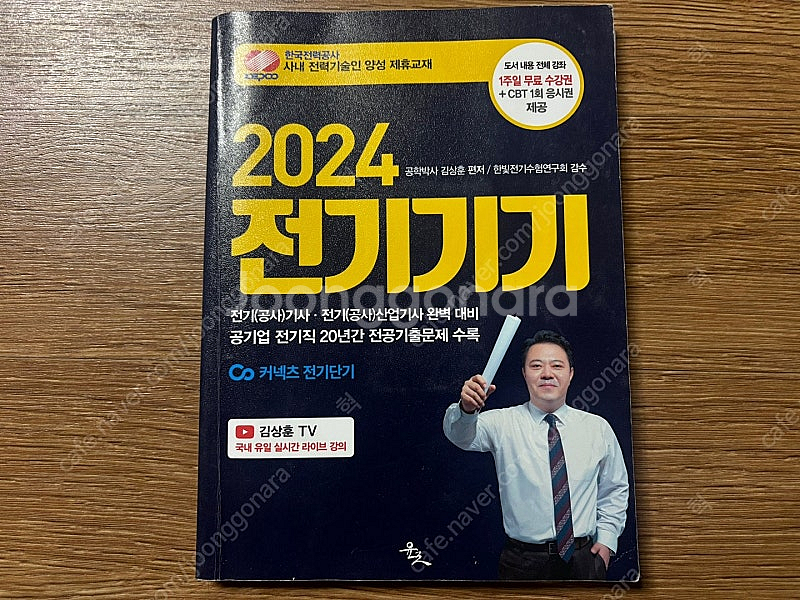 한국전력공사
사내 전력기술인 양성 제휴교재
도서 내용 전체 강좌
1주일 무료 수강권
+ CBT 1회 응시권
제공
2024
공학박사 김상훈 편저 / 한빛전기수험연구회 감수
전기기기
joonggonara
전기(공사)기사 · 전기(공사)산업기사 완벽 대비
공기업 전기직 20년간 전공기출문제 수록
커넥츠 전기단기
김상훈 TV
국내 유일 실시간 라이브 강의
cafe.naver.com/joonggonara